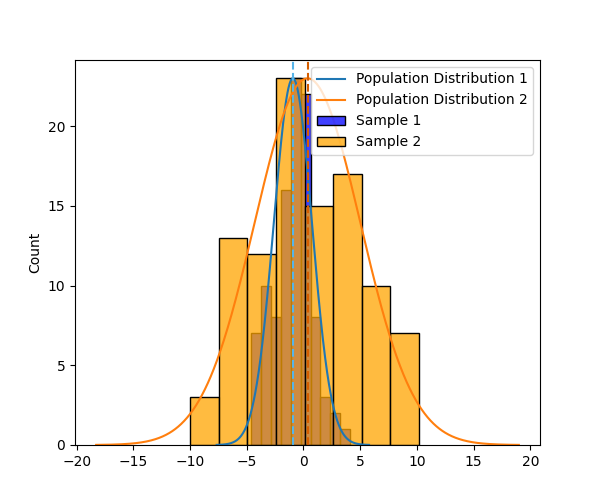 Population Distribution 1
Population Distribution 2
Sample 1
Sample 2
Count
20
15
10
5
0
−20 −15 −10 −5 0 5 10 15 20